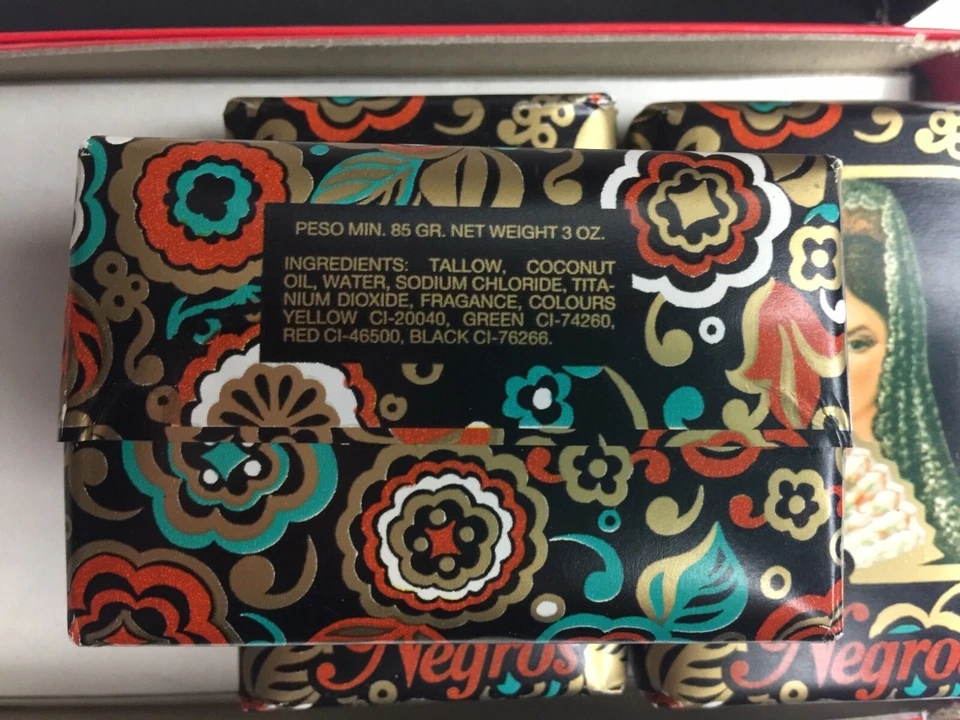 PESO MIN. 85 GR. NET WEIGHT 3 OZ.
INGREDIENTS: TALLOW, COCONUT
OIL, WATER, SODIUM CHLORIDE, TITA-
NIUM DIOXIDE, FRAGANCE, COLOURS
YELLOW CI-20040, GREEN CI-74260,
RED CI-46500, BLACK CI-76266.
Negros
Negro